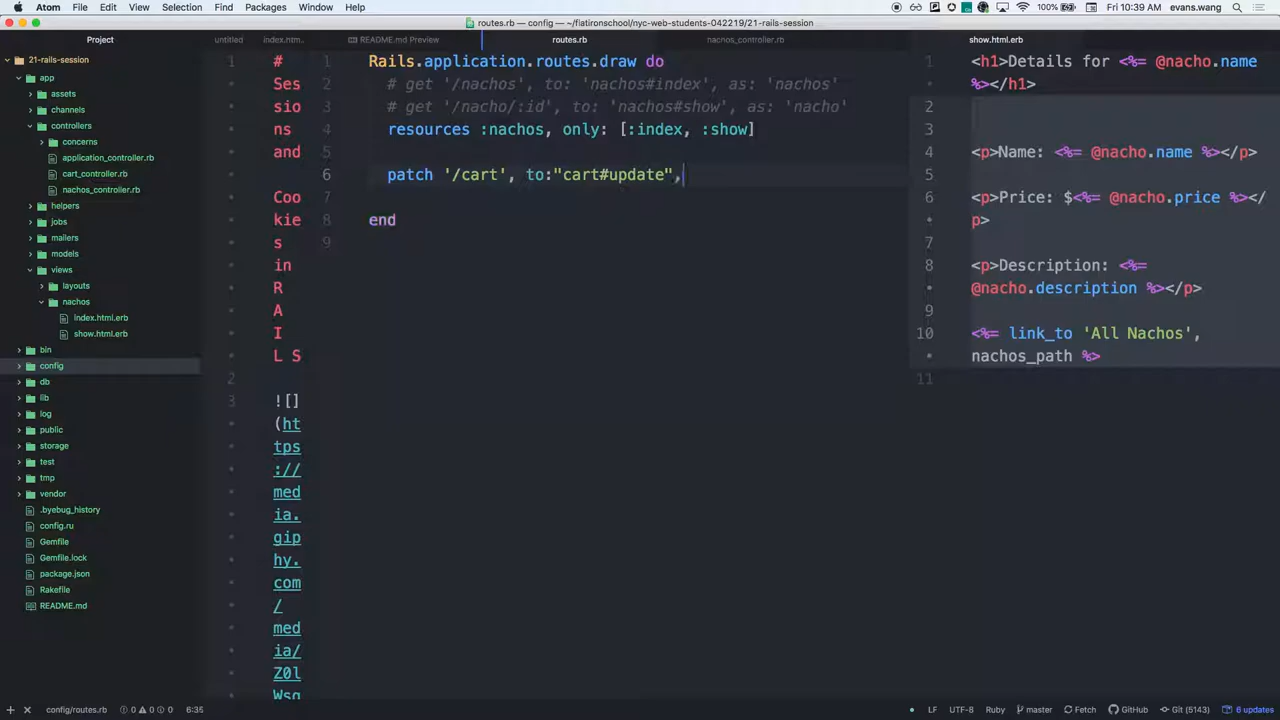 Atom File Edit View Selection Find Packages Window Help 100% Fri 10:39 AM evans.wang
routes.rb — config — ~/flatironschool/nyc-web-students-042219/21-rails-session
Project
untitled
index.htm..
README.md Preview
routes.rb
nachos_controller.rb
show.html.erb
21-rails-session
app
assets
channels
controllers
concerns
application_controller.rb
cart_controller.rb
nachos_controller.rb
helpers
jobs
mailers
models
views
layouts
nachos
index.html.erb
show.html.erb
bin
config
db
lib
log
public
storage
test
tmp
vendor
.byebug_history
config.ru
Gemfile
Gemfile.lock
package.json
Rakefile
README.md
1 #
Ses
sio
ns
and
Coo
kie
s
in
R
A
I
L S
2
3 ![]
(ht
tps
://
med
ia.
gip
hy.
com
/
med
ia/
Z0l
Wsq
1 Rails.application.routes.draw do
2 # get '/nachos', to: 'nachos#index', as: 'nachos'
3 # get '/nacho/:id', to: 'nachos#show', as: 'nacho'
4 resources :nachos, only: [:index, :show]
5
6 patch '/cart', to:"cart#update",
7
8 end
9
1 <h1>Details for <%= @nacho.name
%></h1>
2
3
4 <p>Name: <%= @nacho.name %></p>
5
6 <p>Price: $<%= @nacho.price %></
p>
7
8 <p>Description: <%=
@nacho.description %></p>
9
10 <%= link_to 'All Nachos',
nachos_path %>
11
config/routes.rb 0 0 0 6:35
LF UTF-8 Ruby master Fetch GitHub Git (5143) 6 updates